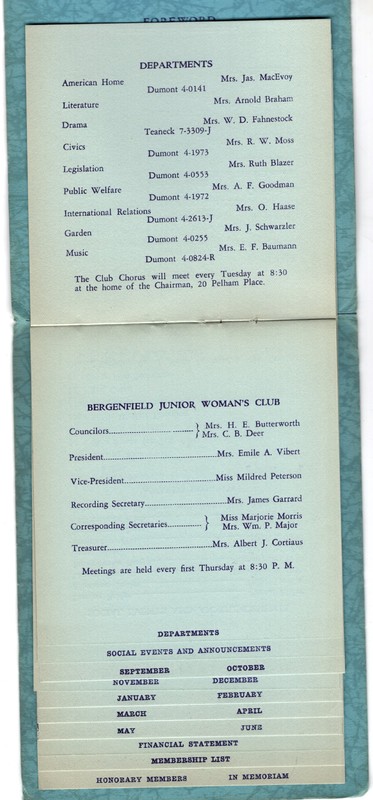 FOREWORD
DEPARTMENTS
American Home Mrs. Jas. MacEvoy
Dumont 4-0141
Literature Mrs. Arnold Braham
Drama Mrs. W. D. Fahnestock
Teaneck 7-3309-J
Civics Mrs. R. W. Moss
Dumont 4-1973
Legislation Mrs. Ruth Blazer
Dumont 4-0553
Public Welfare Mrs. A. F. Goodman
Dumont 4-1972
International Relations Mrs. O. Haase
Dumont 4-2613-J
Garden Mrs. J. Schwarzler
Dumont 4-0255
Music Mrs. E. F. Baumann
Dumont 4-0824-R
The Club Chorus will meet every Tuesday at 8:30
at the home of the Chairman, 20 Pelham Place.
BERGENFIELD JUNIOR WOMAN'S CLUB
Councilors.............................. } Mrs. H. E. Butterworth
} Mrs. C. B. Deer
President........................................Mrs. Emile A. Vibert
Vice-President................................Miss Mildred Peterson
Recording Secretary.............................Mrs. James Garrard
Corresponding Secretaries............ } Miss Marjorie Morris
Mrs. Wm. P. Major
Treasurer.........................................Mrs. Albert J. Cortiaus
Meetings are held every first Thursday at 8:30 P. M.
DEPARTMENTS
SOCIAL EVENTS AND ANNOUNCEMENTS
SEPTEMBER OCTOBER
NOVEMBER DECEMBER
JANUARY FEBRUARY
MARCH APRIL
MAY JUNE
FINANCIAL STATEMENT
MEMBERSHIP LIST
HONORARY MEMBERS IN MEMORIAM